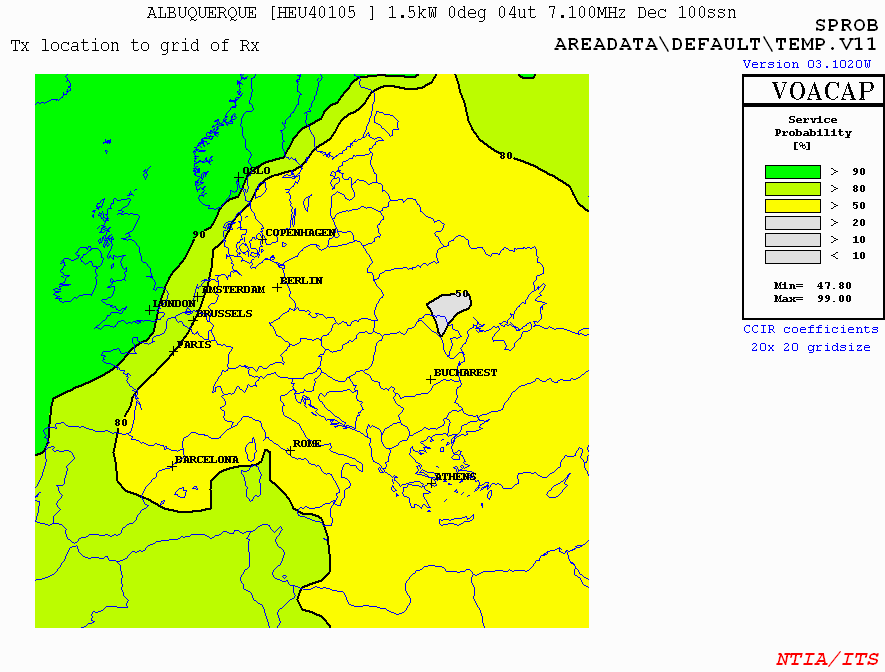 ALBUQUERQUE [HEU40105 ] 1.5kW 0deg 04ut 7.100MHz Dec 100ssn
SPROB
Tx location to grid of Rx
AREADATA\DEFAULT\TEMP.V11
Version 03.1020W
VOACAP
Service
Probability
[%]
> 90
> 80
> 50
> 20
> 10
< 10
Min= 47.80
Max= 99.00
CCIR coefficients
20x 20 gridsize
80
OSLO
90
COPENHAGEN
BERLIN
AMSTERDAM
50
LONDON
BRUSSELS
PARIS
BUCHAREST
80
ROME
BARCELONA
ATHENS
NTIA/ITS